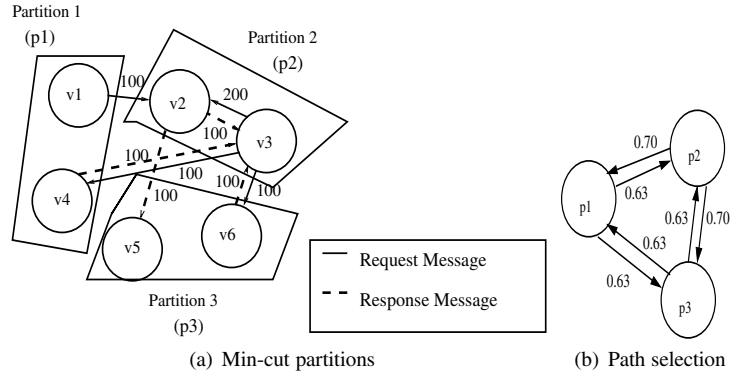 Partition 1
(p1)
Partition 2
(p2)
v1
100
v2
200
100
v3
100
100
100
100
100
v4
v5
v6
Partition 3
(p3)
Request Message
Response Message
(a) Min-cut partitions
p2
0.70
0.63
p1
0.63
0.70
0.63
0.63
p3
(b) Path selection